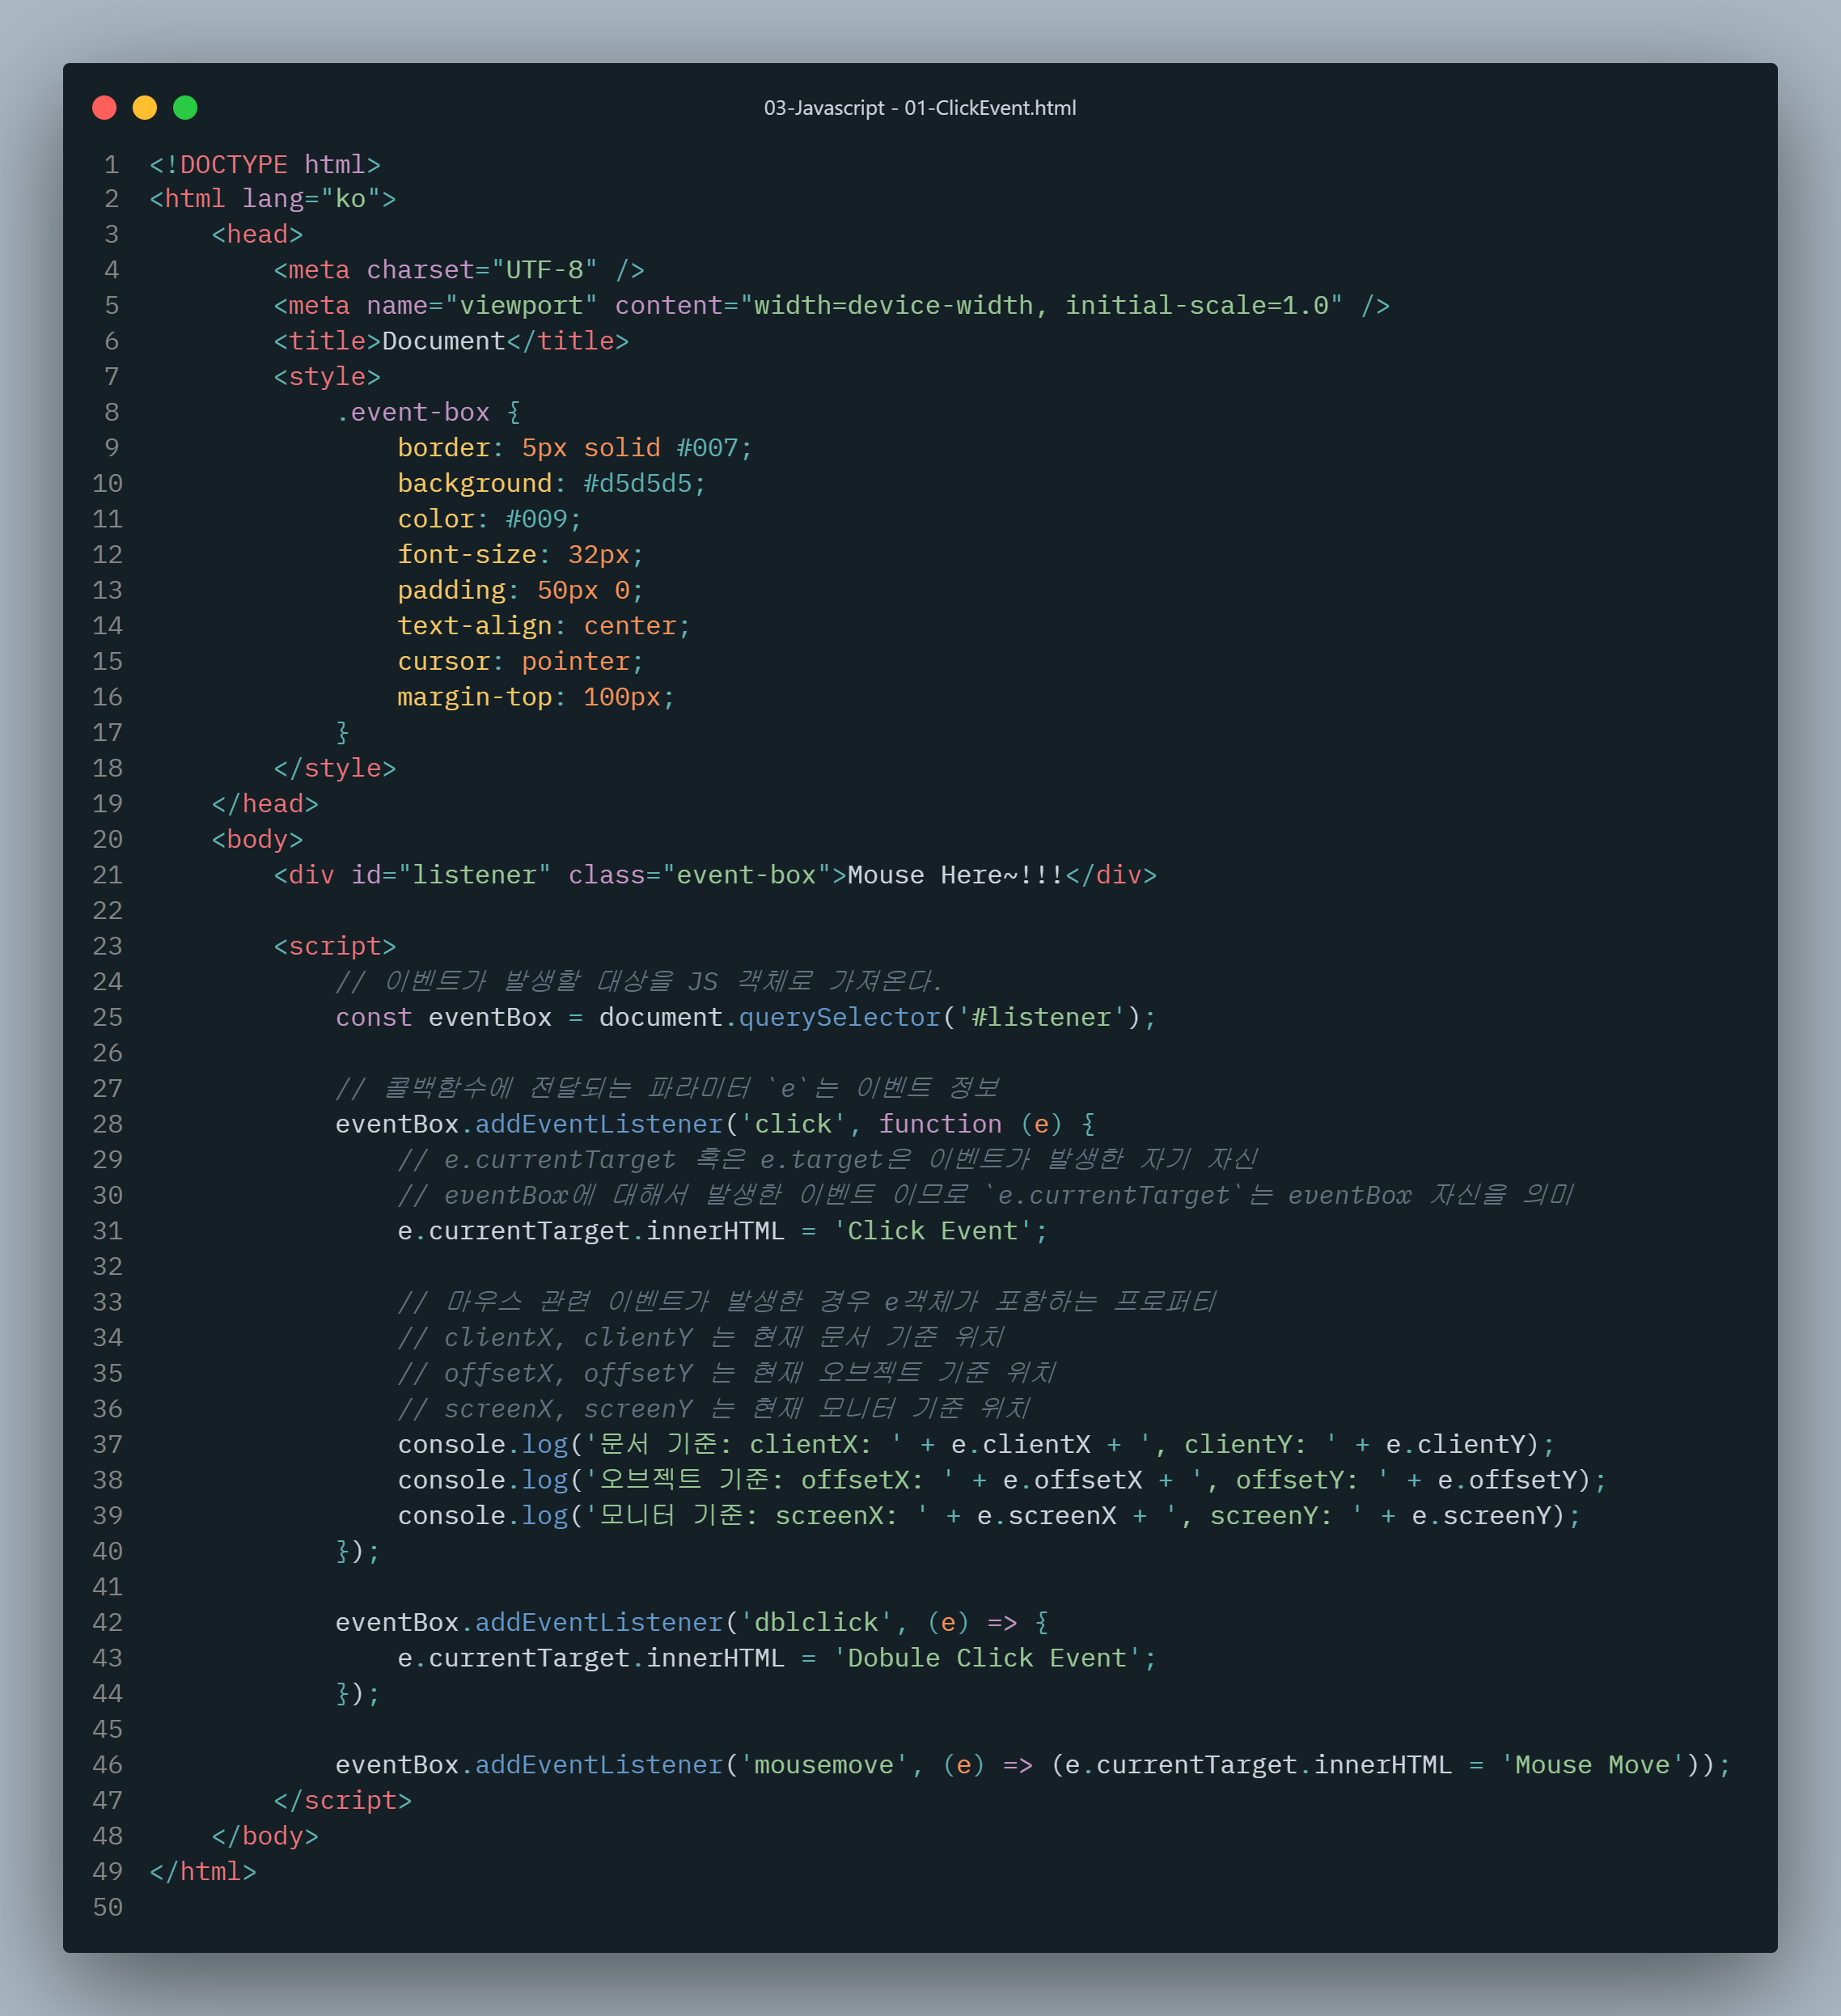 03-Javascript - 01-ClickEvent.html
1 <!DOCTYPE html>
2 <html lang="ko">
3     <head>
4         <meta charset="UTF-8" />
5         <meta name="viewport" content="width=device-width, initial-scale=1.0" />
6         <title>Document</title>
7         <style>
8             .event-box {
9                 border: 5px solid #007;
10                 background: #d5d5d5;
11                 color: #009;
12                 font-size: 32px;
13                 padding: 50px 0;
14                 text-align: center;
15                 cursor: pointer;
16                 margin-top: 100px;
17             }
18         </style>
19     </head>
20     <body>
21         <div id="listener" class="event-box">Mouse Here~!!!</div>
22
23         <script>
24             // 이벤트가 발생할 대상을 JS 객체로 가져온다.
25             const eventBox = document.querySelector('#listener');
26
27             // 콜백함수에 전달되는 파라미터 `e`는 이벤트 정보
28             eventBox.addEventListener('click', function (e) {
29                 // e.currentTarget 혹은 e.target은 이벤트가 발생한 자기 자신
30                 // eventBox에 대해서 발생한 이벤트 이므로 `e.currentTarget`는 eventBox 자신을 의미
31                 e.currentTarget.innerHTML = 'Click Event';
32
33                 // 마우스 관련 이벤트가 발생한 경우 e객체가 포함하는 프로퍼티
34                 // clientX, clientY 는 현재 문서 기준 위치
35                 // offsetX, offsetY 는 현재 오브젝트 기준 위치
36                 // screenX, screenY 는 현재 모니터 기준 위치
37                 console.log('문서 기준: clientX: ' + e.clientX + ', clientY: ' + e.clientY);
38                 console.log('오브젝트 기준: offsetX: ' + e.offsetX + ', offsetY: ' + e.offsetY);
39                 console.log('모니터 기준: screenX: ' + e.screenX + ', screenY: ' + e.screenY);
40             });
41
42             eventBox.addEventListener('dblclick', (e) => {
43                 e.currentTarget.innerHTML = 'Dobule Click Event';
44             });
45
46             eventBox.addEventListener('mousemove', (e) => (e.currentTarget.innerHTML = 'Mouse Move'));
47         </script>
48     </body>
49 </html>
50